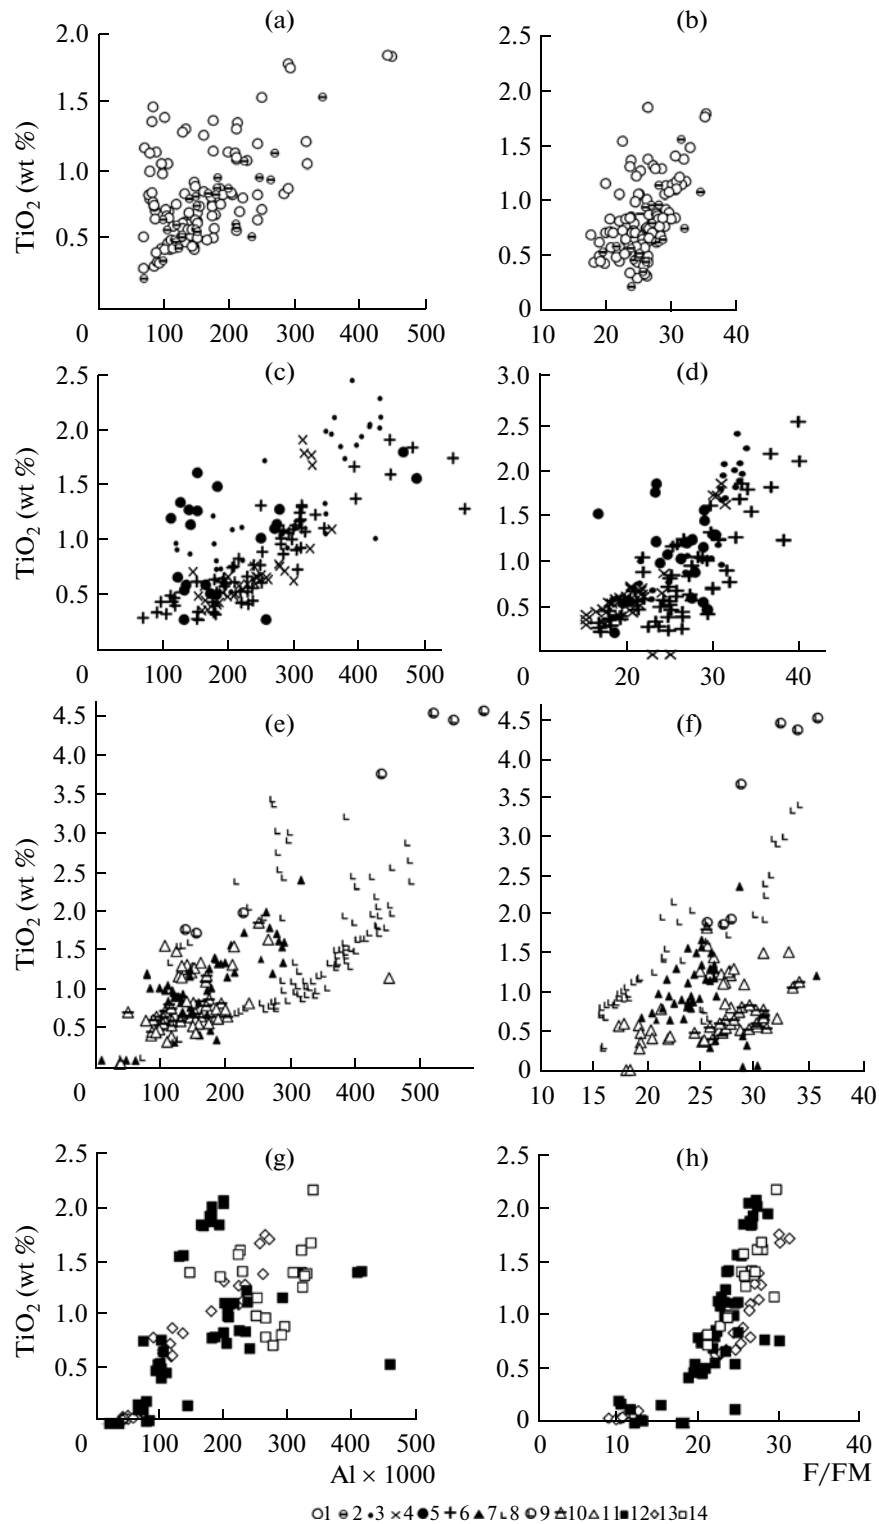 (a) (b)
TiO2 (wt %)
2.0 1.5 1.0 0.5
0 100 200 300 400 500
2.5 2.0 1.5 1.0 0.5 0
10 20 30 40
(c) (d)
TiO2 (wt %)
2.5 2.0 1.5 1.0 0.5
0 100 200 300 400 500
3.0 2.5 2.0 1.5 1.0 0.5
0 20 30 40
(e) (f)
TiO2 (wt %)
4.5 4.0 3.5 3.0 2.5 2.0 1.5 1.0 0.5
0 100 200 300 400 500
4.5 4.0 3.5 3.0 2.5 2.0 1.5 1.0 0.5 0
10 15 20 25 30 35 40
(g) (h)
TiO2 (wt %)
2.5 2.0 1.5 1.0 0.5
0 100 200 300 400 500
Al × 1000
2.5 2.0 1.5 1.0 0.5 0
0 10 20 30 40
F/FM
1 2 3 4 5 6 7 8 9 10 11 12 13 14